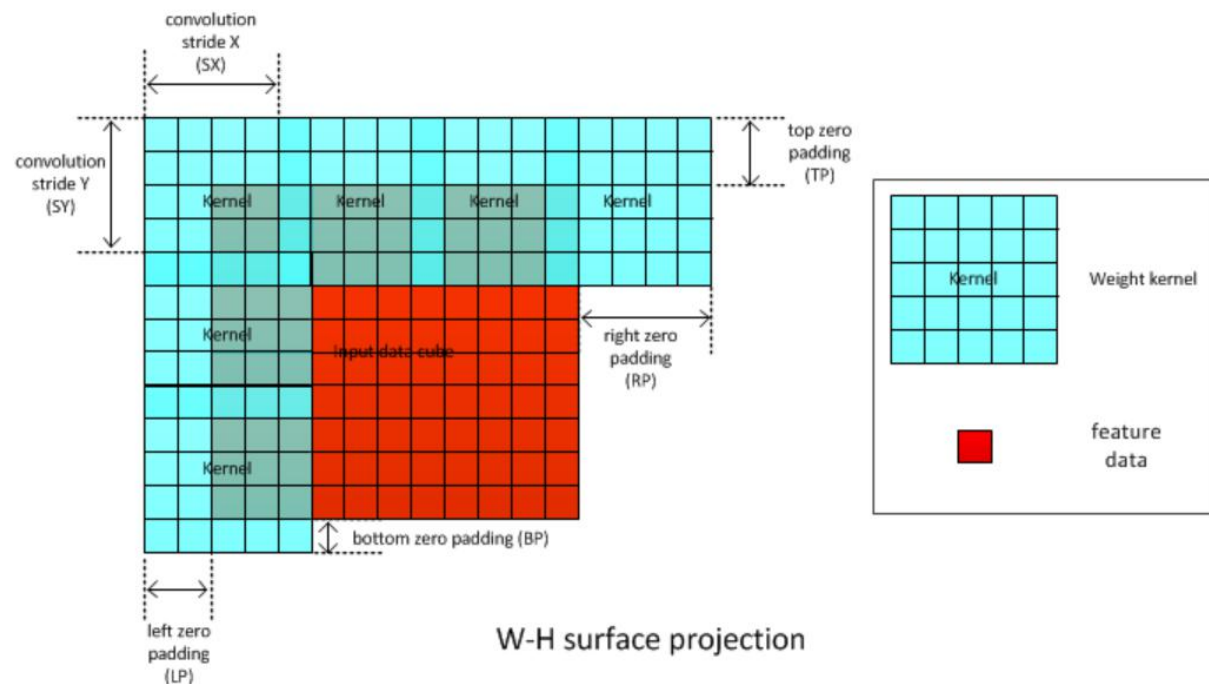 convolution
stride X
(SX)
convolution
stride Y
(SY)
top zero
padding
(TP)
Kernel
Kernel
Kernel
Kernel
Kernel
Input data cube
right zero
padding
(RP)
Kernel
bottom zero padding (BP)
left zero
padding
(LP)
W-H surface projection
Kernel
Weight kernel
feature
data